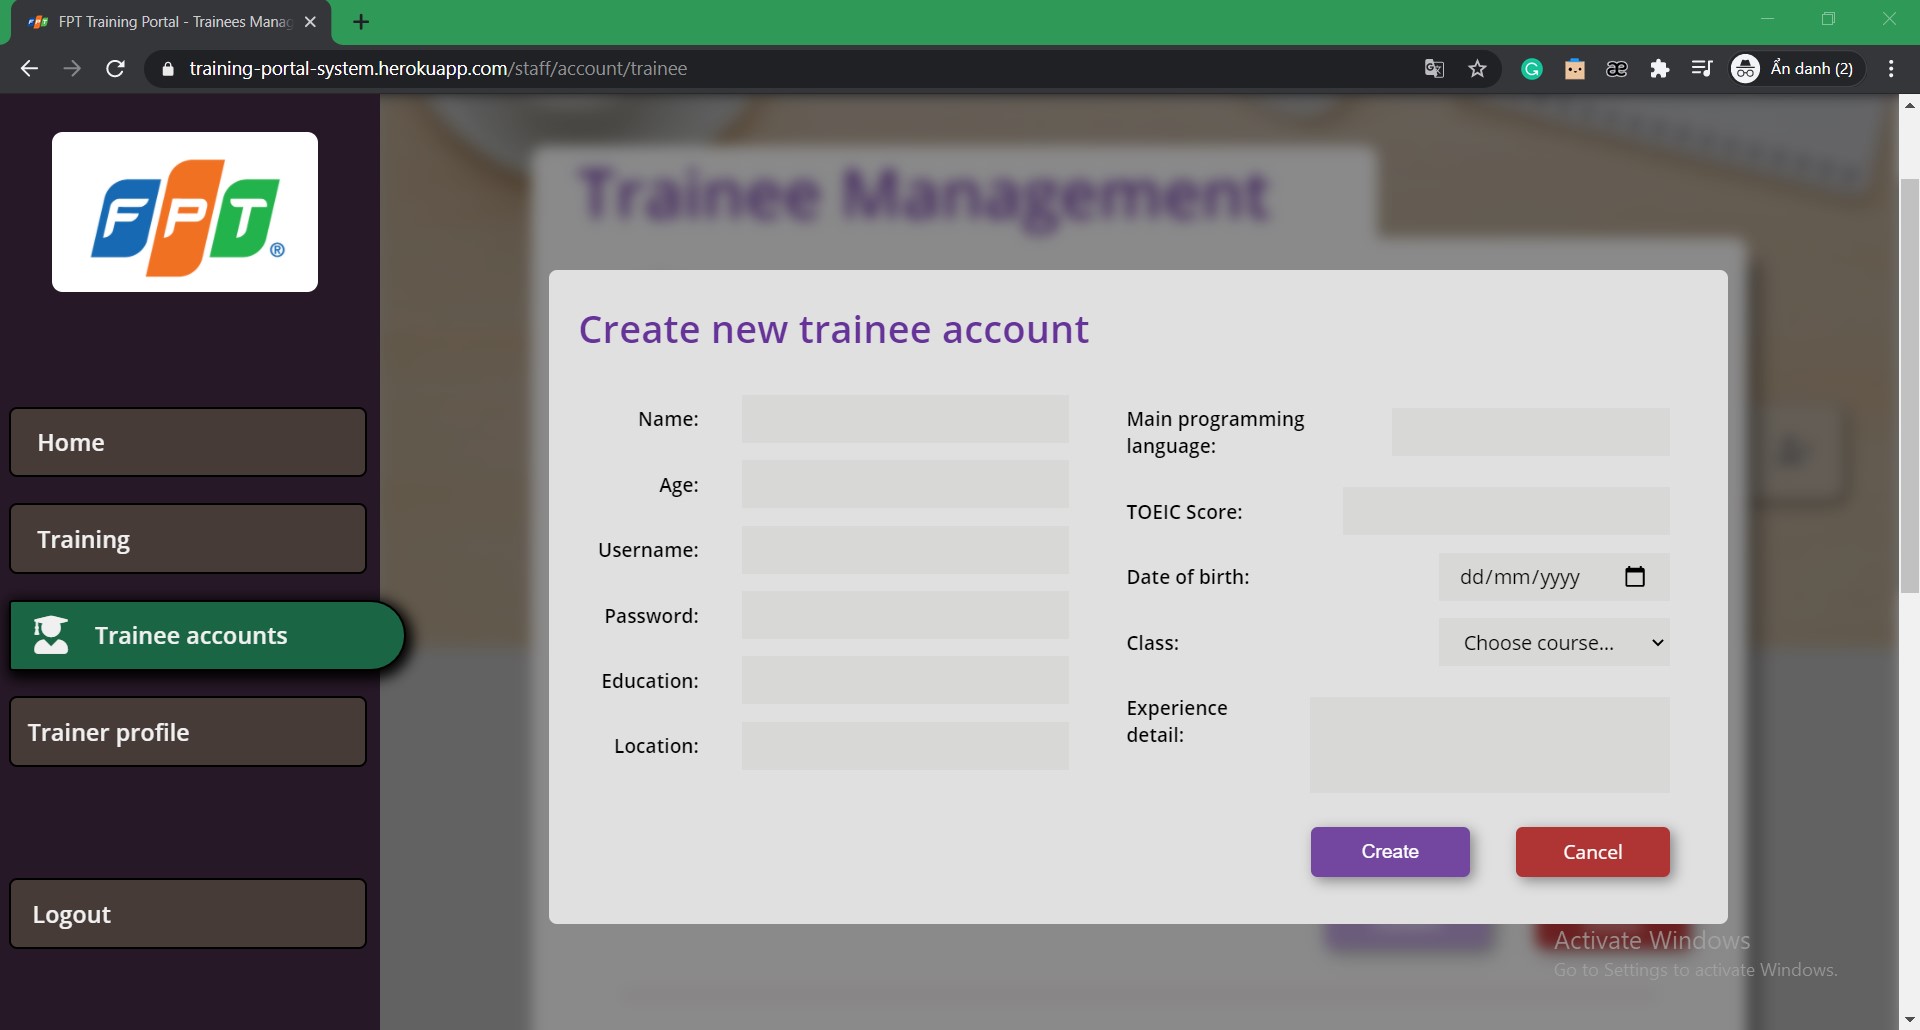 FPT Training Portal - Trainees Manag
training-portal-system.herokuapp.com/staff/account/trainee
Ẩn danh (2)
FPT®
Trainee Management
Home
Training
Trainee accounts
Trainer profile
Logout
Create new trainee account
Name:
Age:
Username:
Password:
Education:
Location:
Main programming
language:
TOEIC Score:
Date of birth:
dd/mm/yyyy
Class:
Choose course...
Experience
detail:
Create
Cancel
Activate Windows
Go to Settings to activate Windows.